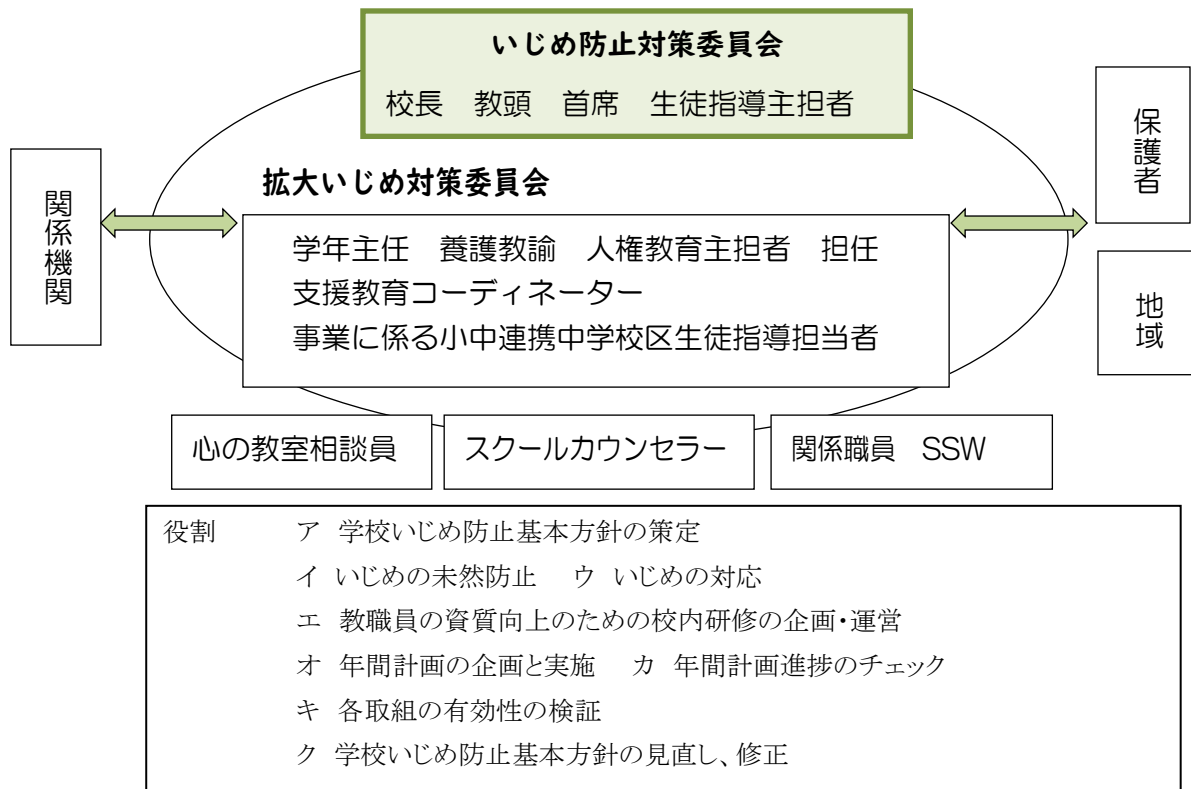 いじめ防止対策委員会
校長 教頭 首席 生徒指導主担者
保護者
拡大いじめ対策委員会
関係機関
学年主任 養護教諭 人権教育主担者 担任
支援教育コーディネーター
事業に係る小中連携中学校区生徒指導担当者
地域
心の教室相談員
スクールカウンセラー
関係職員 SSW
役割 ア 学校いじめ防止基本方針の策定
イ いじめの未然防止 ウ いじめの対応
エ 教職員の資質向上のための校内研修の企画・運営
オ 年間計画の企画と実施 カ 年間計画進捗のチェック
キ 各取組の有効性の検証
ク 学校いじめ防止基本方針の見直し、修正